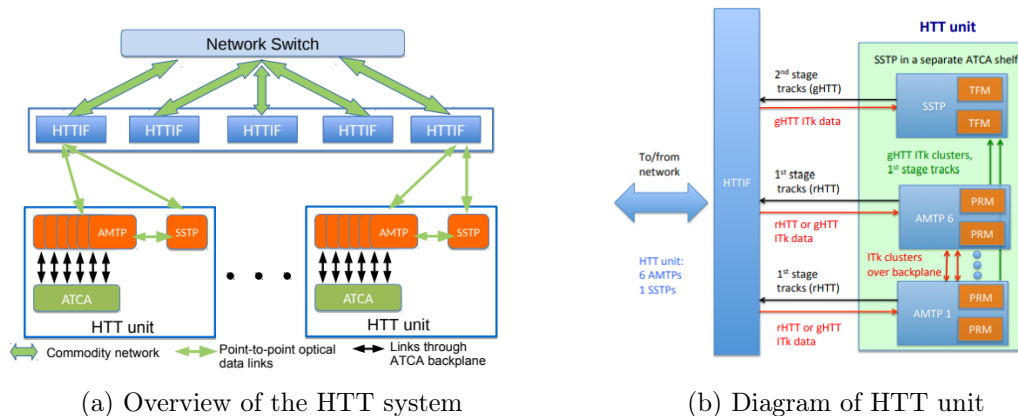 Network Switch
HTTIF
HTTIF
HTTIF
HTTIF
HTTIF
AMTP
SSTP
ATCA
HTT unit
AMTP
SSTP
ATCA
HTT unit
Commodity network
Point-to-point optical
data links
Links through
ATCA backplane
(a) Overview of the HTT system
HTT unit
SSTP in a separate ATCA shelf
2nd stage
tracks (gHTT)
gHTT ITk data
SSTP
TFM
TFM
gHTT ITk clusters,
1st stage tracks
To/from
network
HTTIF
1st stage
tracks (rHTT)
rHTT or gHTT
ITk data
AMTP 6
PRM
PRM
HTT unit:
6 AMTPs
1 SSTPs
ITk clusters
over backplane
1st stage
tracks (rHTT)
rHTT or gHTT
ITk data
AMTP 1
PRM
PRM
(b) Diagram of HTT unit